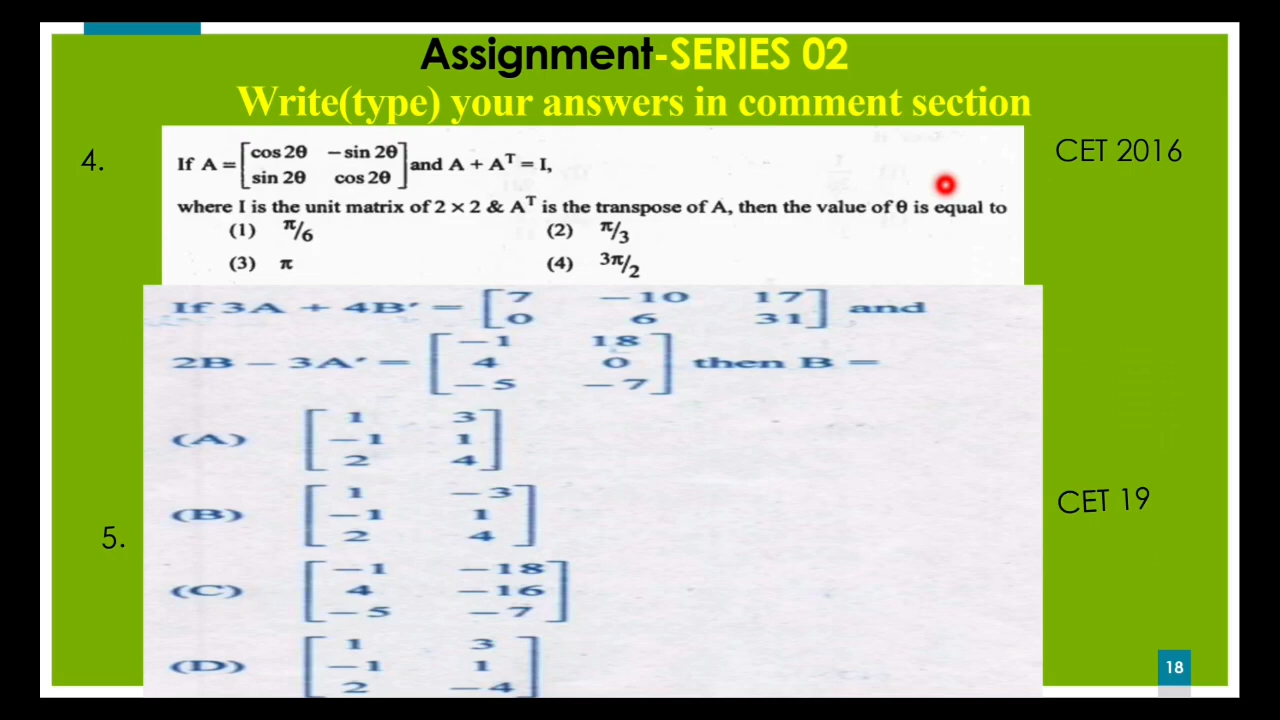 Assignment-SERIES 02
Write(type) your answers in comment section
4.
CET 2016
If A = [cos 2θ −sin 2θ
sin 2θ cos 2θ] and A + Aᵀ = I,
where I is the unit matrix of 2 × 2 & Aᵀ is the transpose of A, then the value of θ is equal to
(1) π/6 (2) π/3
(3) π (4) 3π/2
If 3A + 4B′ = [7 −10 17
0 6 31] and
2B − 3A′ = [−1 18
4 0
−5 −7] then B =
(A) [1 3
−1 1
2 4]
(B) [1 −3
−1 1
2 4]
(C) [−1 −18
4 −16
−5 −7]
(D) [1 3
−1 1
2 −4]
5.
CET 19
18